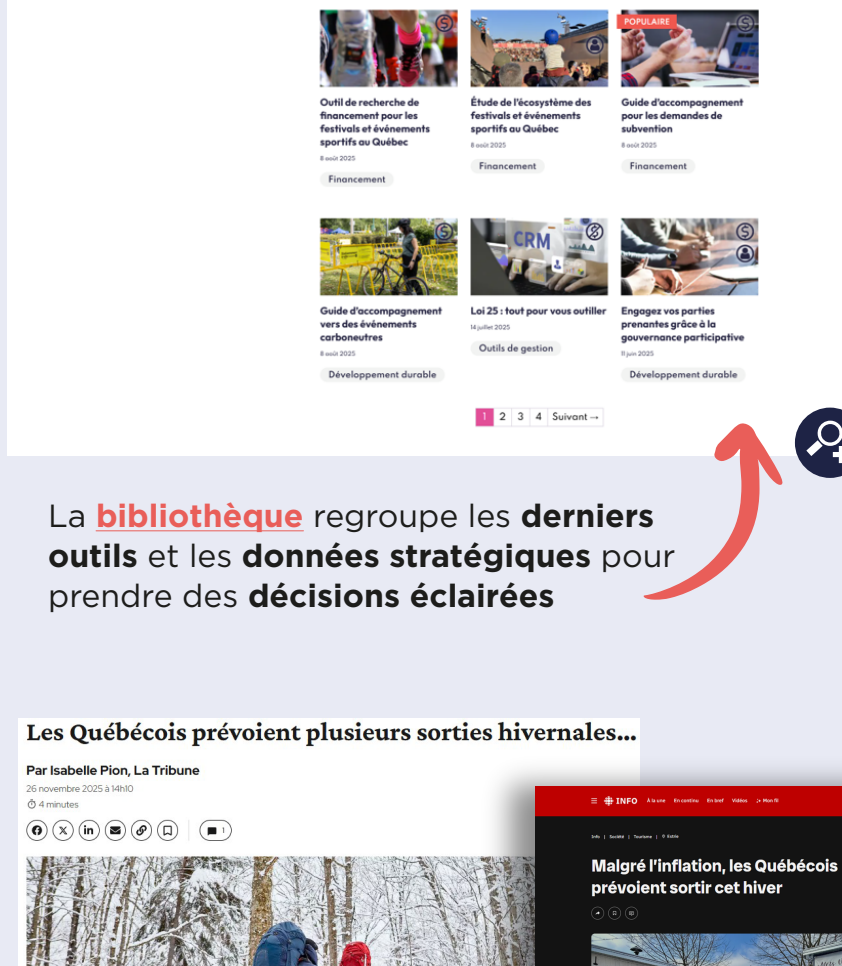 POPULAIRE
Outil de recherche de
financement pour les
festivals et événements
sportifs au Québec
8 août 2025
Financement
Étude de l'écosystème des
festivals et événements
sportifs au Québec
8 août 2025
Financement
Guide d'accompagnement
pour les demandes de
subvention
8 août 2025
Financement
CRM
Guide d'accompagnement
vers des événements
carboneutres
8 août 2025
Développement durable
Loi 25 : tout pour vous outiller
14 juillet 2025
Outils de gestion
Engagez vos parties
prenantes grâce à la
gouvernance participative
11 juin 2025
Développement durable
1 2 3 4 Suivant →
La bibliothèque regroupe les derniers
outils et les données stratégiques pour
prendre des décisions éclairées
Les Québécois prévoient plusieurs sorties hivernales...
Par Isabelle Pion, La Tribune
26 novembre 2025 à 14h10
4 minutes
1
INFO À la une En continu En bref Vidéos Mon fil
Info | Société | Tourisme | Estrie
Malgré l'inflation, les Québécois
prévoient sortir cet hiver